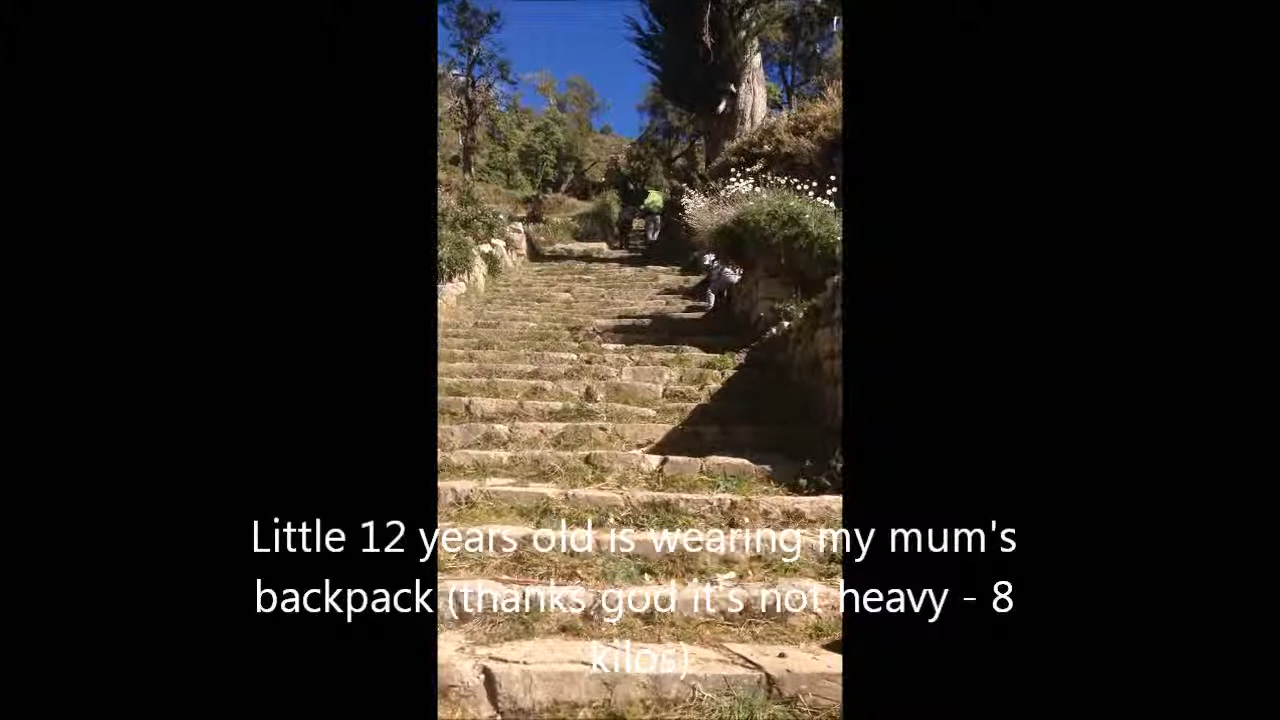 Little 12 years old is wearing my mum's
backpack (thanks god it's not heavy - 8
kilos)